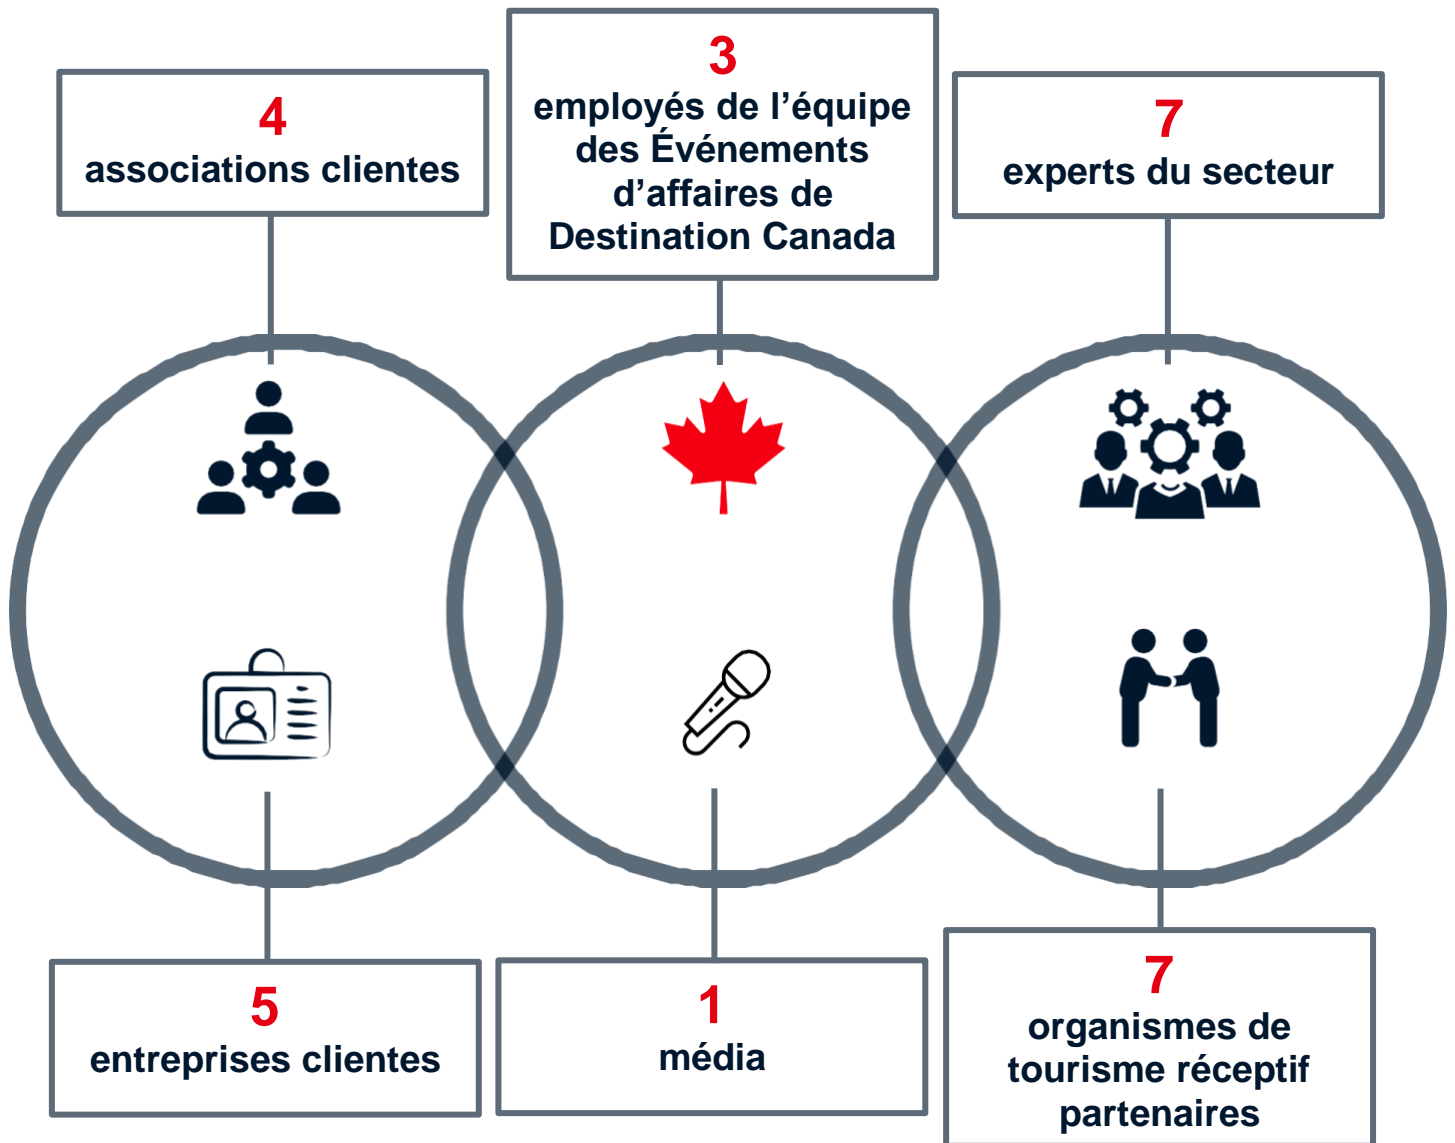 4
associations clientes
3
employés de l’équipe
des Événements
d’affaires de
Destination Canada
7
experts du secteur
5
entreprises clientes
1
média
7
organismes de
tourisme réceptif
partenaires